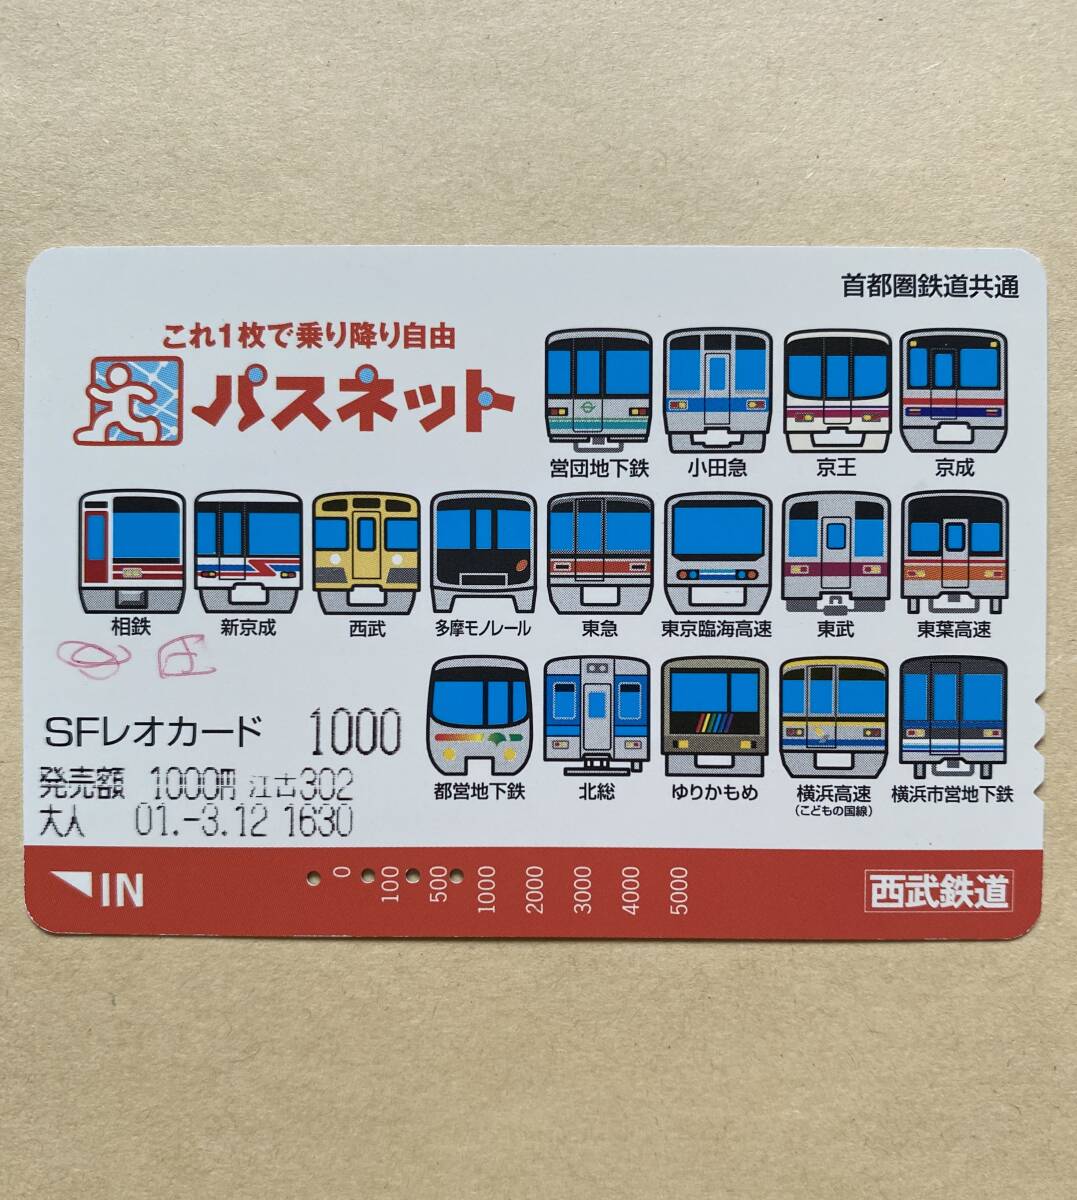 首都圏鉄道共通
これ1枚で乗り降り自由
パスネット
営団地下鉄 小田急 京王 京成
相鉄 新京成 西武 多摩モノレール 東急 東京臨海高速 東武 東葉高速
SFレオカード 1000
都営地下鉄 北総 ゆりかもめ 横浜高速 横浜市営地下鉄
(こどもの国線)
発売額 1000円 江古302
大人 01.-3.12 1630
IN 0 100 500 1000 2000 3000 4000 5000
西武鉄道